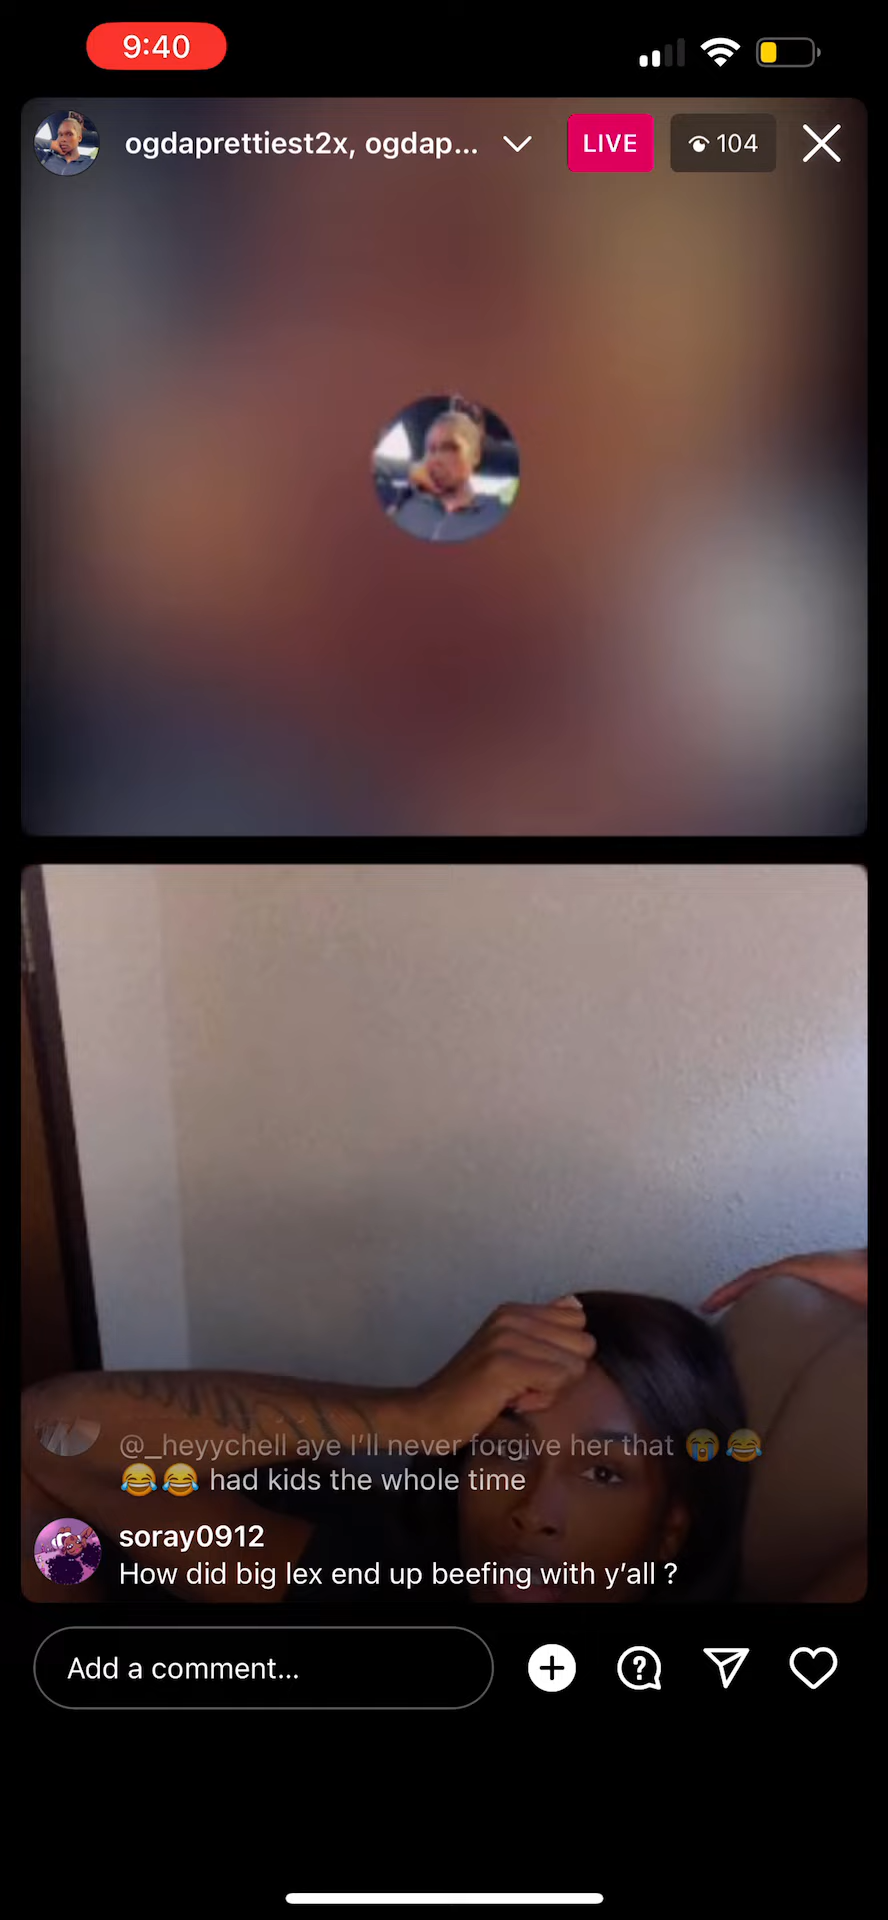 9:40
ogdaprettiest2x, ogdap...
LIVE
104
@_heyychell aye I’ll never forgive her that 😭😂
😂😂 had kids the whole time
soray0912
How did big lex end up beefing with y’all ?
Add a comment...